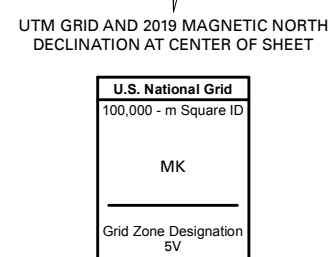 UTM GRID AND 2019 MAGNETIC NORTH
DECLINATION AT CENTER OF SHEET
U.S. National Grid
100,000 - m Square ID
MK
Grid Zone Designation
5V